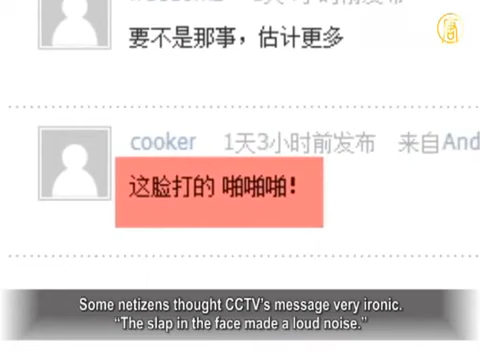 要不是那事，估计更多
cooker 1天3小时前发布 来自And
这脸打的 啪啪啪！
Some netizens thought CCTV's message very ironic.
"The slap in the face made a loud noise."